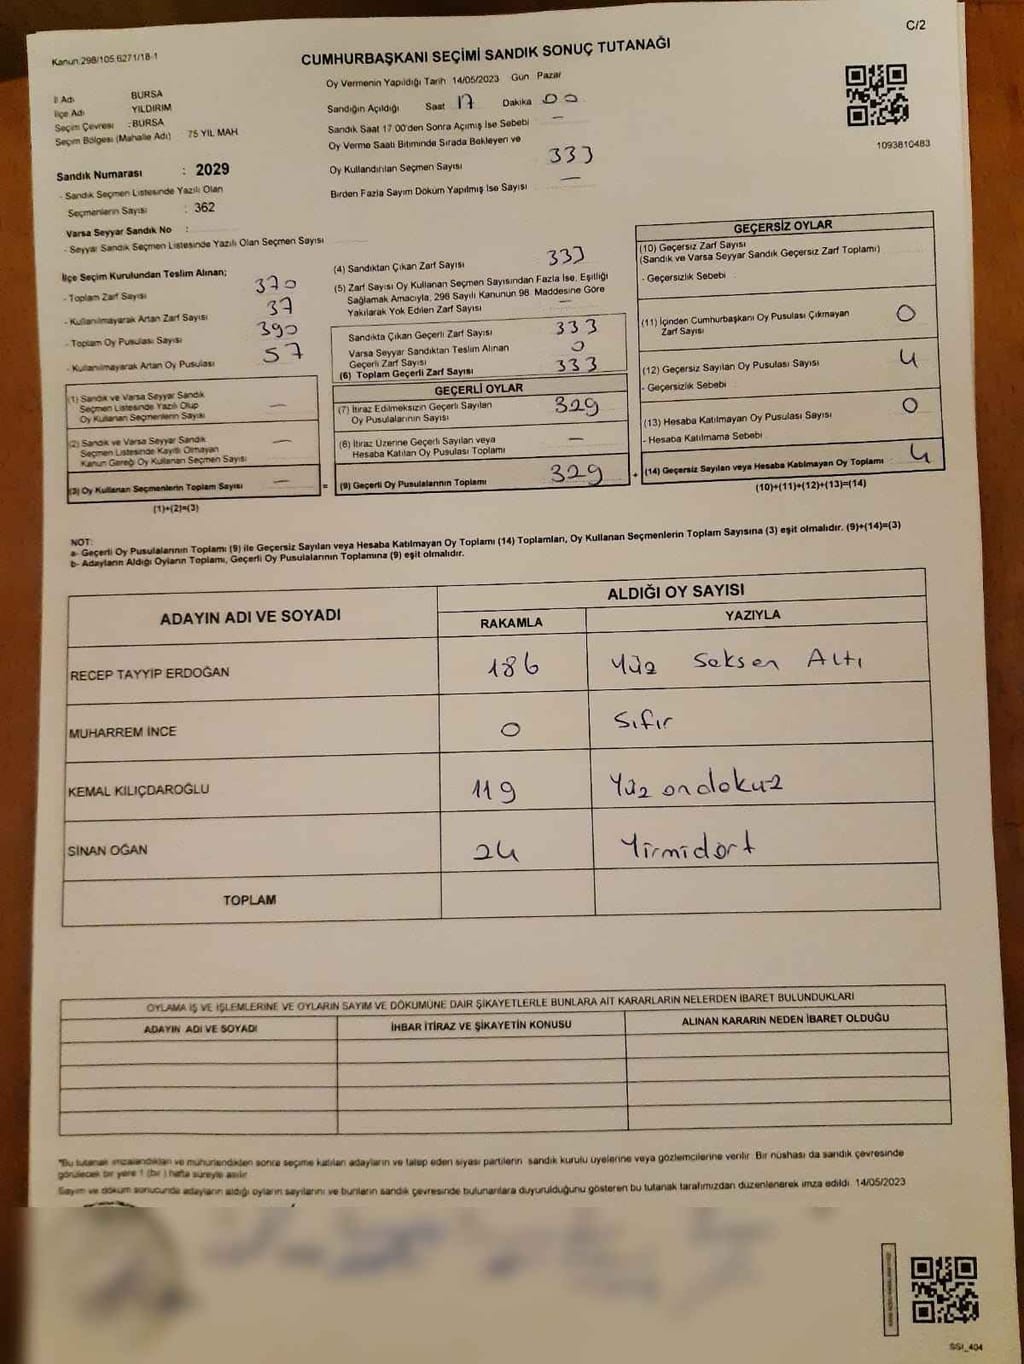 C/2
Kanun 298/105.6271/18-1
CUMHURBAŞKANI SEÇİMİ SANDIK SONUÇ TUTANAĞI
İl Adı BURSA
İlçe Adı YILDIRIM
Seçim Çevresi : BURSA
Seçim Bölgesi (Mahalle Adı) 75 YIL MAH
Sandık Numarası : 2029
- Sandık Seçmen Listesinde Yazılı Olan
Seçmenlerin Sayısı : 362
Varsa Seyyar Sandık No :
- Seyyar Sandık Seçmen Listesinde Yazılı Olan Seçmen Sayısı
Oy Vermenin Yapıldığı Tarih 14/05/2023 Gün Pazar
Sandığın Açıldığı Saat 17 Dakika 00
Sandık Saat 17:00'den Sonra Açımış İse Sebebi —
Oy Verme Saati Bitiminde Sırada Bekleyen ve
Oy Kullandırılan Seçmen Sayısı 333
Birden Fazla Sayım Döküm Yapılmış İse Sayısı —
1093810483
İlçe Seçim Kurulundan Teslim Alınan;
- Toplam Zarf Sayısı 370
- Kullanılmayarak Artan Zarf Sayısı 37
- Toplam Oy Pusulası Sayısı 390
- Kullanılmayarak Artan Oy Pusulası 57
(1) Sandık ve Varsa Seyyar Sandık
Seçmen Listesinde Yazılı Olup
Oy Kullanan Seçmenlerin Sayısı —
(2) Sandık ve Varsa Seyyar Sandık
Seçmen Listesinde Kayıtlı Olmayan
Kanun Gereği Oy Kullanan Seçmen Sayısı —
(3) Oy Kullanan Seçmenlerin Toplam Sayısı — =
(1)+(2)=(3)
(4) Sandıktan Çıkan Zarf Sayısı 333
(5) Zarf Sayısı Oy Kullanan Seçmen Sayısından Fazla İse, Eşitliği
Sağlamak Amacıyla, 298 Sayılı Kanunun 98. Maddesine Göre
Yakılarak Yok Edilen Zarf Sayısı —
Sandıkta Çıkan Geçerli Zarf Sayısı 333
Varsa Seyyar Sandıktan Teslim Alınan
Geçerli Zarf Sayısı 0
(6) Toplam Geçerli Zarf Sayısı 333
GEÇERLİ OYLAR
(7) İtiraz Edilmeksizin Geçerli Sayılan
Oy Pusulalarının Sayısı 329
(8) İtiraz Üzerine Geçerli Sayılan veya
Hesaba Katılan Oy Pusulası Toplamı —
(9) Geçerli Oy Pusulalarının Toplamı 329 +
GEÇERSİZ OYLAR
(10) Geçersiz Zarf Sayısı
(Sandık ve Varsa Seyyar Sandık Geçersiz Zarf Toplamı)
- Geçersizlik Sebebi
(11) İçinden Cumhurbaşkanı Oy Pusulası Çıkmayan
Zarf Sayısı 0
(12) Geçersiz Sayılan Oy Pusulası Sayısı 4
- Geçersizlik Sebebi
(13) Hesaba Katılmayan Oy Pusulası Sayısı 0
- Hesaba Katılmama Sebebi
(14) Geçersiz Sayılan veya Hesaba Katılmayan Oy Toplamı : 4
(10)+(11)+(12)+(13)=(14)
NOT:
a- Geçerli Oy Pusulalarının Toplamı (9) ile Geçersiz Sayılan veya Hesaba Katılmayan Oy Toplamı (14) Toplamları, Oy Kullanan Seçmenlerin Toplam Sayısına (3) eşit olmalıdır. (9)+(14)=(3)
b- Adayların Aldığı Oyların Toplamı, Geçerli Oy Pusulalarının Toplamına (9) eşit olmalıdır.
ADAYIN ADI VE SOYADI ALDIĞI OY SAYISI
RAKAMLA YAZIYLA
RECEP TAYYİP ERDOĞAN 186 Yüz Seksen Altı
MUHARREM İNCE 0 Sıfır
KEMAL KILIÇDAROĞLU 119 Yüz ondokuz
SİNAN OĞAN 24 Yirmidört
TOPLAM
OYLAMA İŞ VE İŞLEMLERİNE VE OYLARIN SAYIM VE DÖKÜMÜNE DAİR ŞİKAYETLERLE BUNLARA AİT KARARLARIN NELERDEN İBARET BULUNDUKLARI
ADAYIN ADI VE SOYADI İHBAR İTİRAZ VE ŞİKAYETİN KONUSU ALINAN KARARIN NEDEN İBARET OLDUĞU
"Bu tutanak imzalandıktan ve mühürlendikten sonra seçime katılan adayların ve talep eden siyasi partilerin sandık kurulu üyelerine veya gözlemcilerine verilir. Bir nüshası da sandık çevresinde
görülecek bir yere 1 (bir) hafta süreyle asılır.
Sayım ve döküm sonucunda adayların aldığı oyların sayılarını ve bunların sandık çevresinde bulunanlara duyurulduğunu gösteren bu tutanak tarafımızdan düzenlenerek imza edildi. 14/05/2023
SSI_404